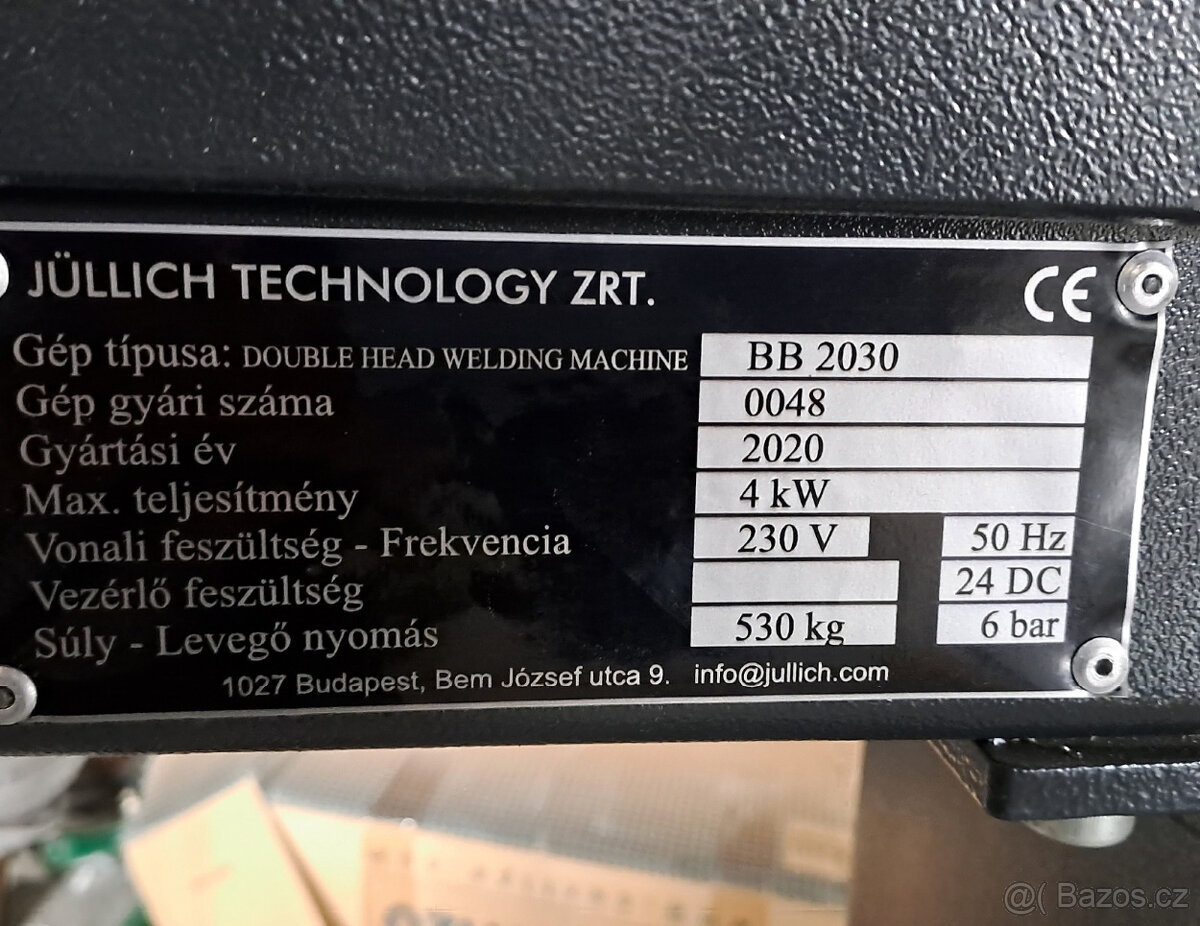 JÜLLICH TECHNOLOGY ZRT. CE
Gép típusa: DOUBLE HEAD WELDING MACHINE BB 2030
Gép gyári száma 0048
Gyártási év 2020
Max. teljesítmény 4 kW
Vonali feszültség - Frekvencia 230 V 50 Hz
Vezérlő feszültség 24 DC
Súly - Levegő nyomás 530 kg 6 bar
1027 Budapest, Bem József utca 9. info@jullich.com
@( Bazos.cz